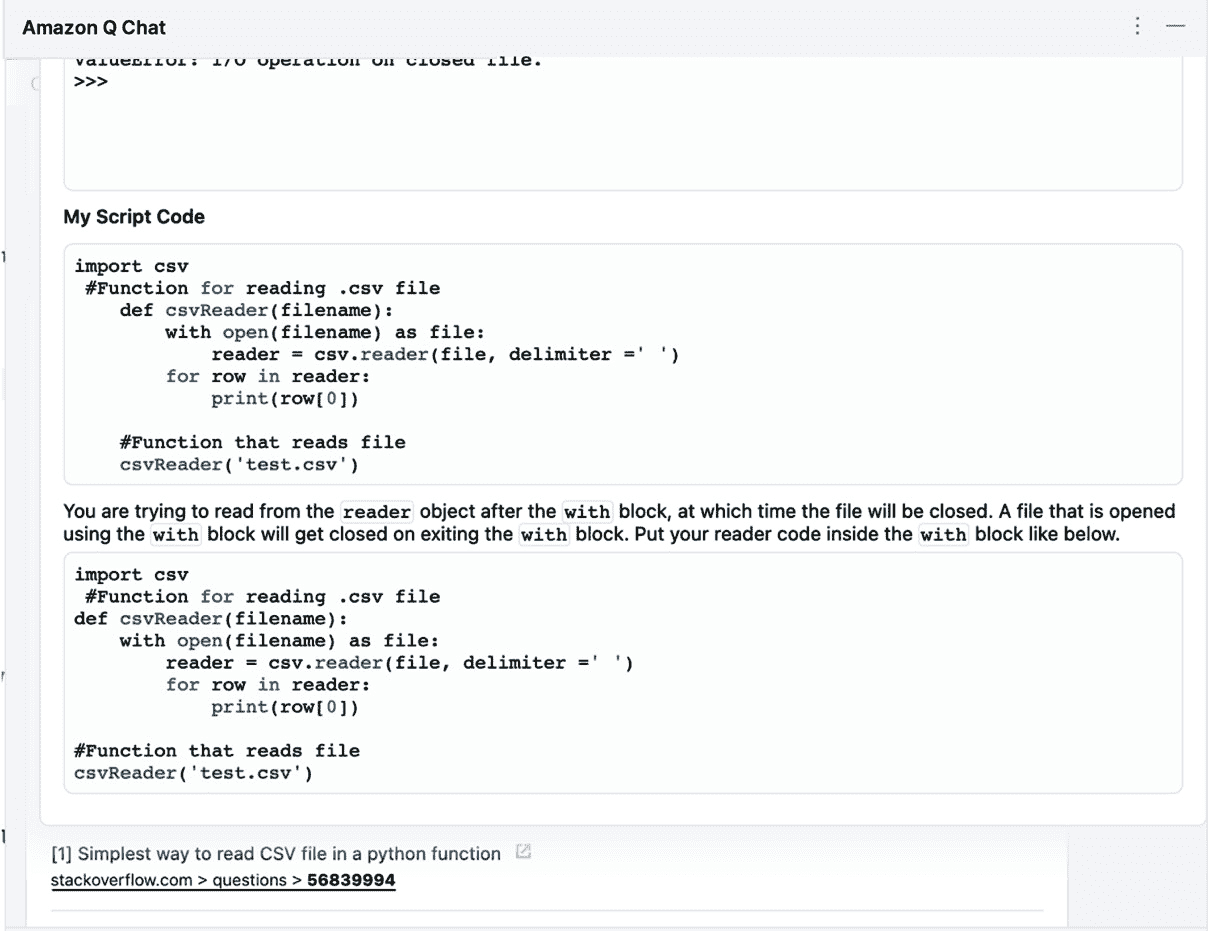 Amazon Q Chat
ValueError: I/O operation on closed file.
>>>
My Script Code
import csv
 #Function for reading .csv file
    def csvReader(filename):
        with open(filename) as file:
            reader = csv.reader(file, delimiter =' ')
        for row in reader:
            print(row[0])
    #Function that reads file
    csvReader('test.csv')
You are trying to read from the reader object after the with block, at which time the file will be closed. A file that is opened
using the with block will get closed on exiting the with block. Put your reader code inside the with block like below.
import csv
 #Function for reading .csv file
def csvReader(filename):
    with open(filename) as file:
        reader = csv.reader(file, delimiter =' ')
        for row in reader:
            print(row[0])
#Function that reads file
csvReader('test.csv')
[1] Simplest way to read CSV file in a python function
stackoverflow.com > questions > 56839994